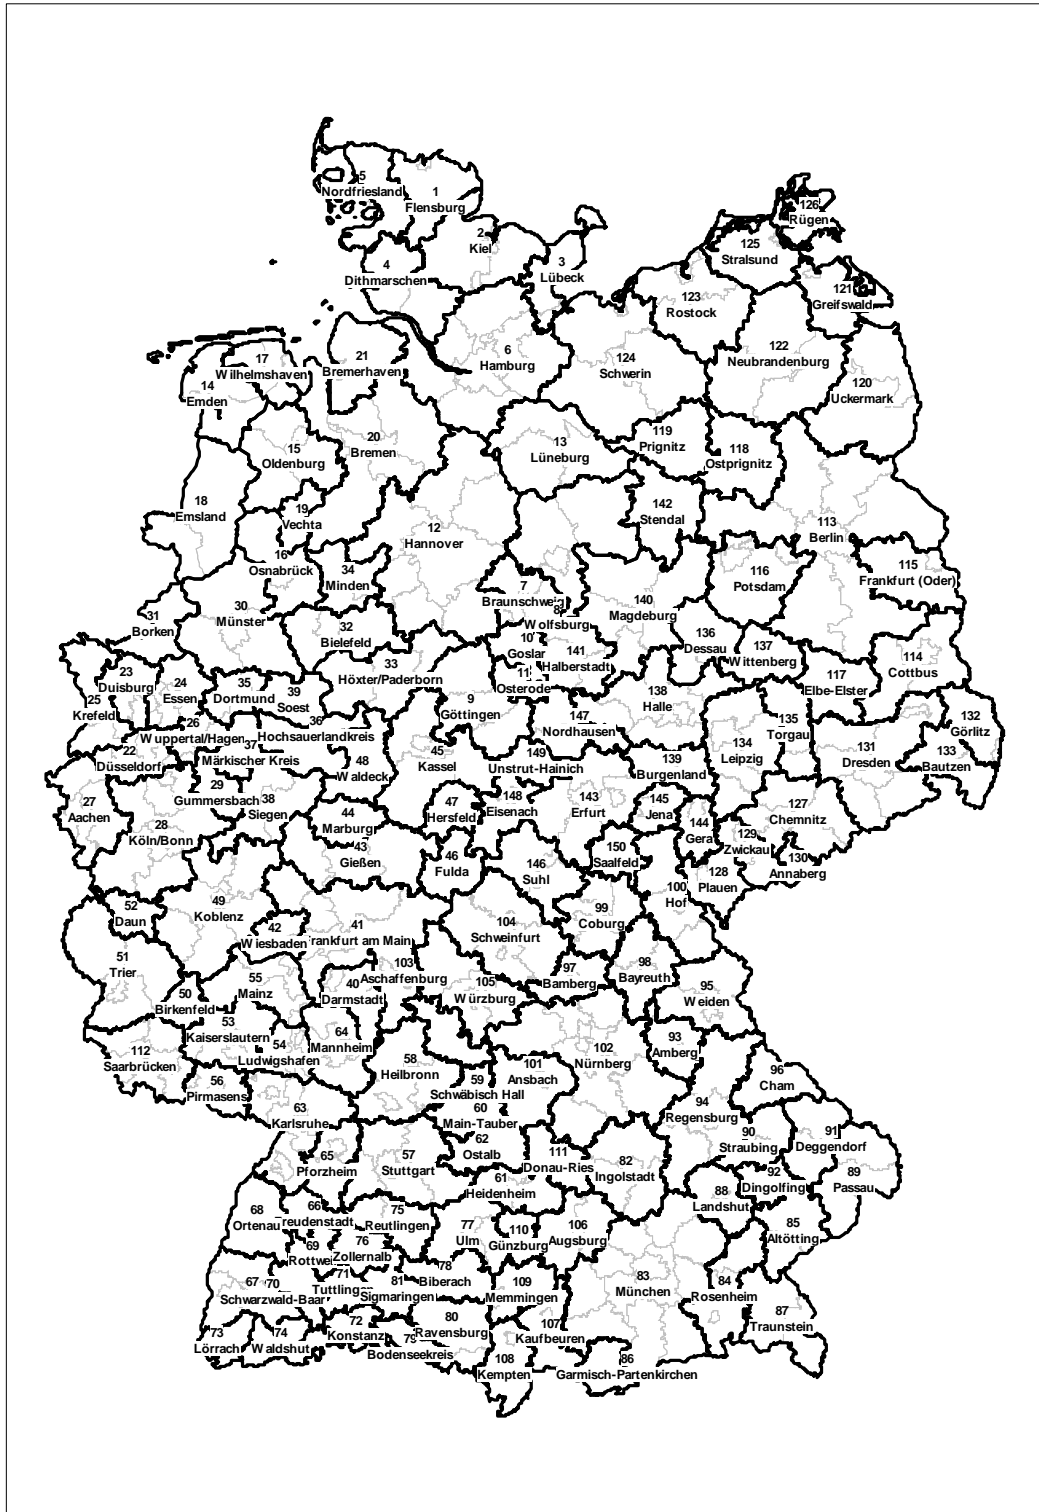 5
Nordfriesland
1
Flensburg
126
Rügen
2
Kiel
125
Stralsund
3
Lübeck
4
Dithmarschen
121
Greifswald
123
Rostock
6
Hamburg
122
Neubrandenburg
124
Schwerin
21
Bremerhaven
17
Wilhelmshaven
14
Emden
120
Uckermark
119
Prignitz
20
Bremen
13
Lüneburg
118
Ostprignitz
15
Oldenburg
18
Emsland
142
Stendal
19
Vechta
12
Hannover
113
Berlin
16
Osnabrück
34
Minden
115
Frankfurt (Oder)
116
Potsdam
7
Braunschweig
8
Wolfsburg
140
Magdeburg
30
Münster
31
Borken
32
Bielefeld
10
Goslar
136
Dessau
137
Wittenberg
141
Halberstadt
114
Cottbus
33
Höxter/Paderborn
23
Duisburg
24
Essen
35
Dortmund
39
Soest
11
Osterode
117
Elbe-Elster
25
Krefeld
9
Göttingen
138
Halle
132
Görlitz
26
Wuppertal/Hagen
36
Hochsauerlandkreis
147
Nordhausen
135
Torgau
22
Düsseldorf
37
Märkischer Kreis
48
Waldeck
45
Kassel
149
Unstrut-Hainich
134
Leipzig
131
Dresden
133
Bautzen
139
Burgenland
29
Gummersbach
27
Aachen
38
Siegen
44
Marburg
47
Hersfeld
148
Eisenach
143
Erfurt
145
Jena
127
Chemnitz
28
Köln/Bonn
144
Gera
129
Zwickau
43
Gießen
46
Fulda
146
Suhl
150
Saalfeld
130
Annaberg
128
Plauen
100
Hof
52
Daun
49
Koblenz
42
Wiesbaden
41
Frankfurt am Main
104
Schweinfurt
99
Coburg
51
Trier
103
Aschaffenburg
97
Bamberg
98
Bayreuth
55
Mainz
40
Darmstadt
105
Würzburg
95
Weiden
50
Birkenfeld
53
Kaiserslautern
64
Mannheim
54
Ludwigshafen
112
Saarbrücken
102
Nürnberg
93
Amberg
58
Heilbronn
101
Ansbach
96
Cham
56
Pirmasens
59
Schwäbisch Hall
60
Main-Tauber
63
Karlsruhe
94
Regensburg
90
Straubing
91
Deggendorf
62
Ostalb
65
Pforzheim
57
Stuttgart
111
Donau-Ries
82
Ingolstadt
61
Heidenheim
92
Dingolfing
89
Passau
88
Landshut
68
Ortenau
66
Freudenstadt
75
Reutlingen
77
Ulm
110
Günzburg
106
Augsburg
85
Altötting
69
Rottweil
76
Zollernalb
78
Biberach
67
70
Schwarzwald-Baar
71
Tuttlingen
81
Sigmaringen
109
Memmingen
83
München
84
Rosenheim
87
Traunstein
73
Lörrach
74
Waldshut
72
Konstanz
80
Ravensburg
79
Bodenseekreis
107
Kaufbeuren
108
Kempten
86
Garmisch-Partenkirchen